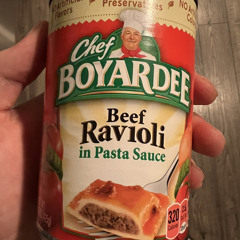 Preservatives
Chef
BOYARDEE
Beef
Ravioli
in Pasta Sauce
320